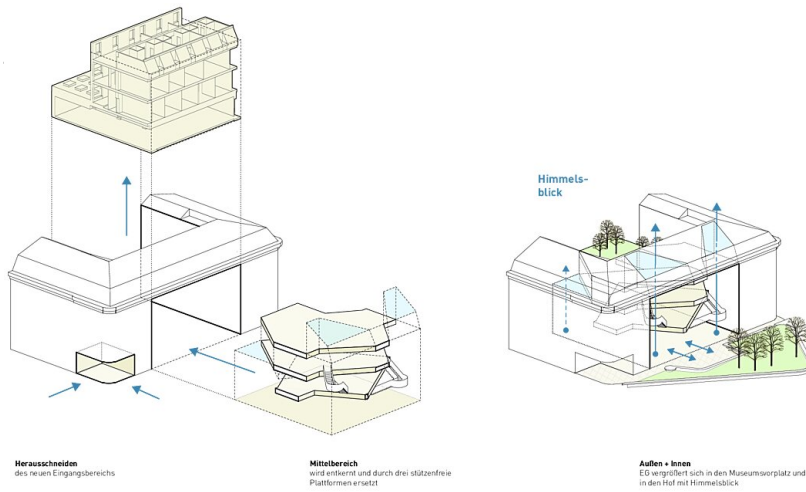 Himmels-
blick
Herausschneiden
des neuen Eingangsbereichs
Mittelbereich
wird entkernt und durch drei stützenfreie
Plattformen ersetzt
Außen + Innen
EG vergrößert sich in den Museumsvorplatz und
in den Hof mit Himmelsblick